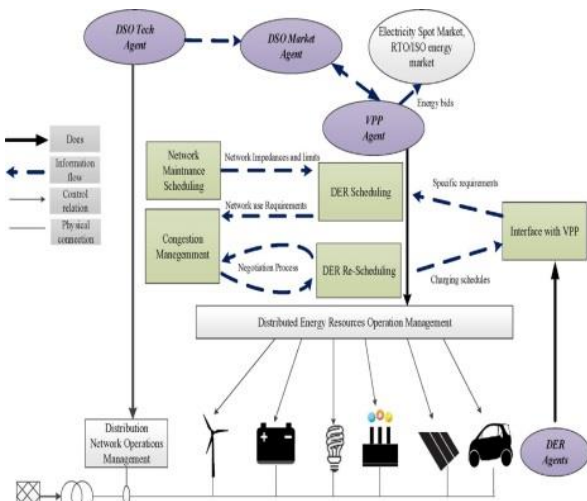 DSO Tech
Agent
DSO Market
Agent
Electricity Spot Market,
RTO/ISO energy
market
Energy bids
VPP
Agent
Does
Information
flow
Control
relation
Physical
connection
Network
Maintnance
Scheduling
Network Impedances and limits
DER Scheduling
Specific requirements
Network use Requirements
Congestion
Managemment
Negotiation Process
DER Re-Scheduling
Charging schedules
Interface with VPP
Distributed Energy Resources Operation Management
Distribution
Network Operations
Management
DER
Agents